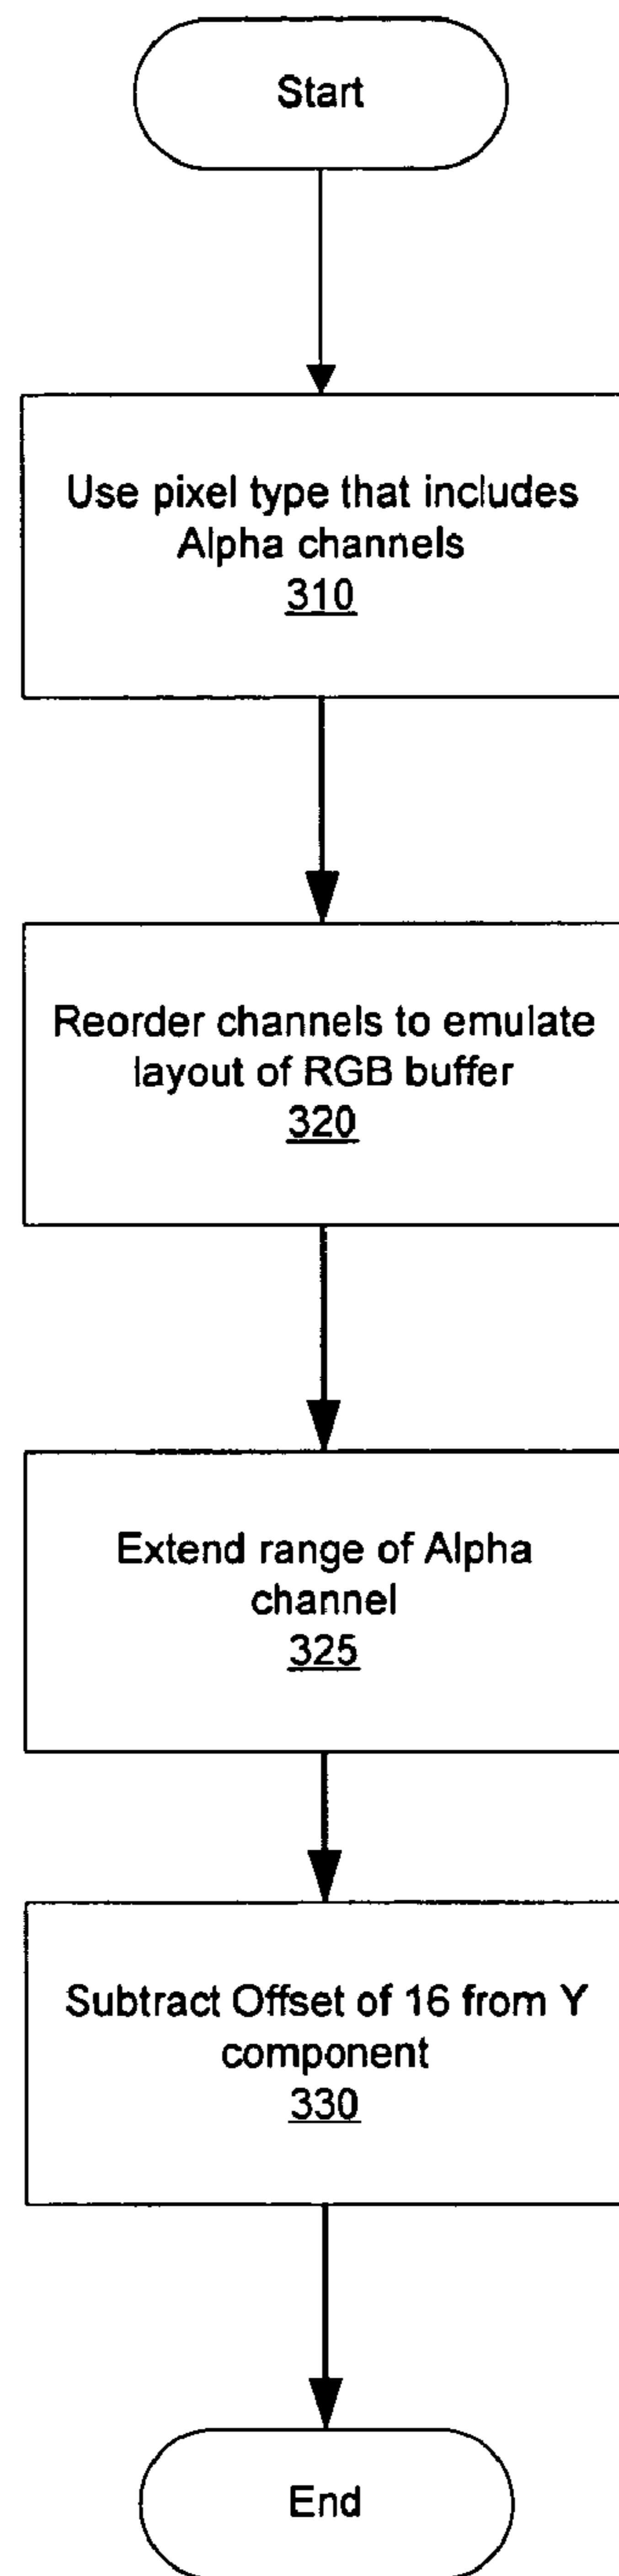 Start
Use pixel type that includes
Alpha channels
310
Reorder channels to emulate
layout of RGB buffer
320
Extend range of Alpha
channel
325
Subtract Offset of 16 from Y
component
330
End